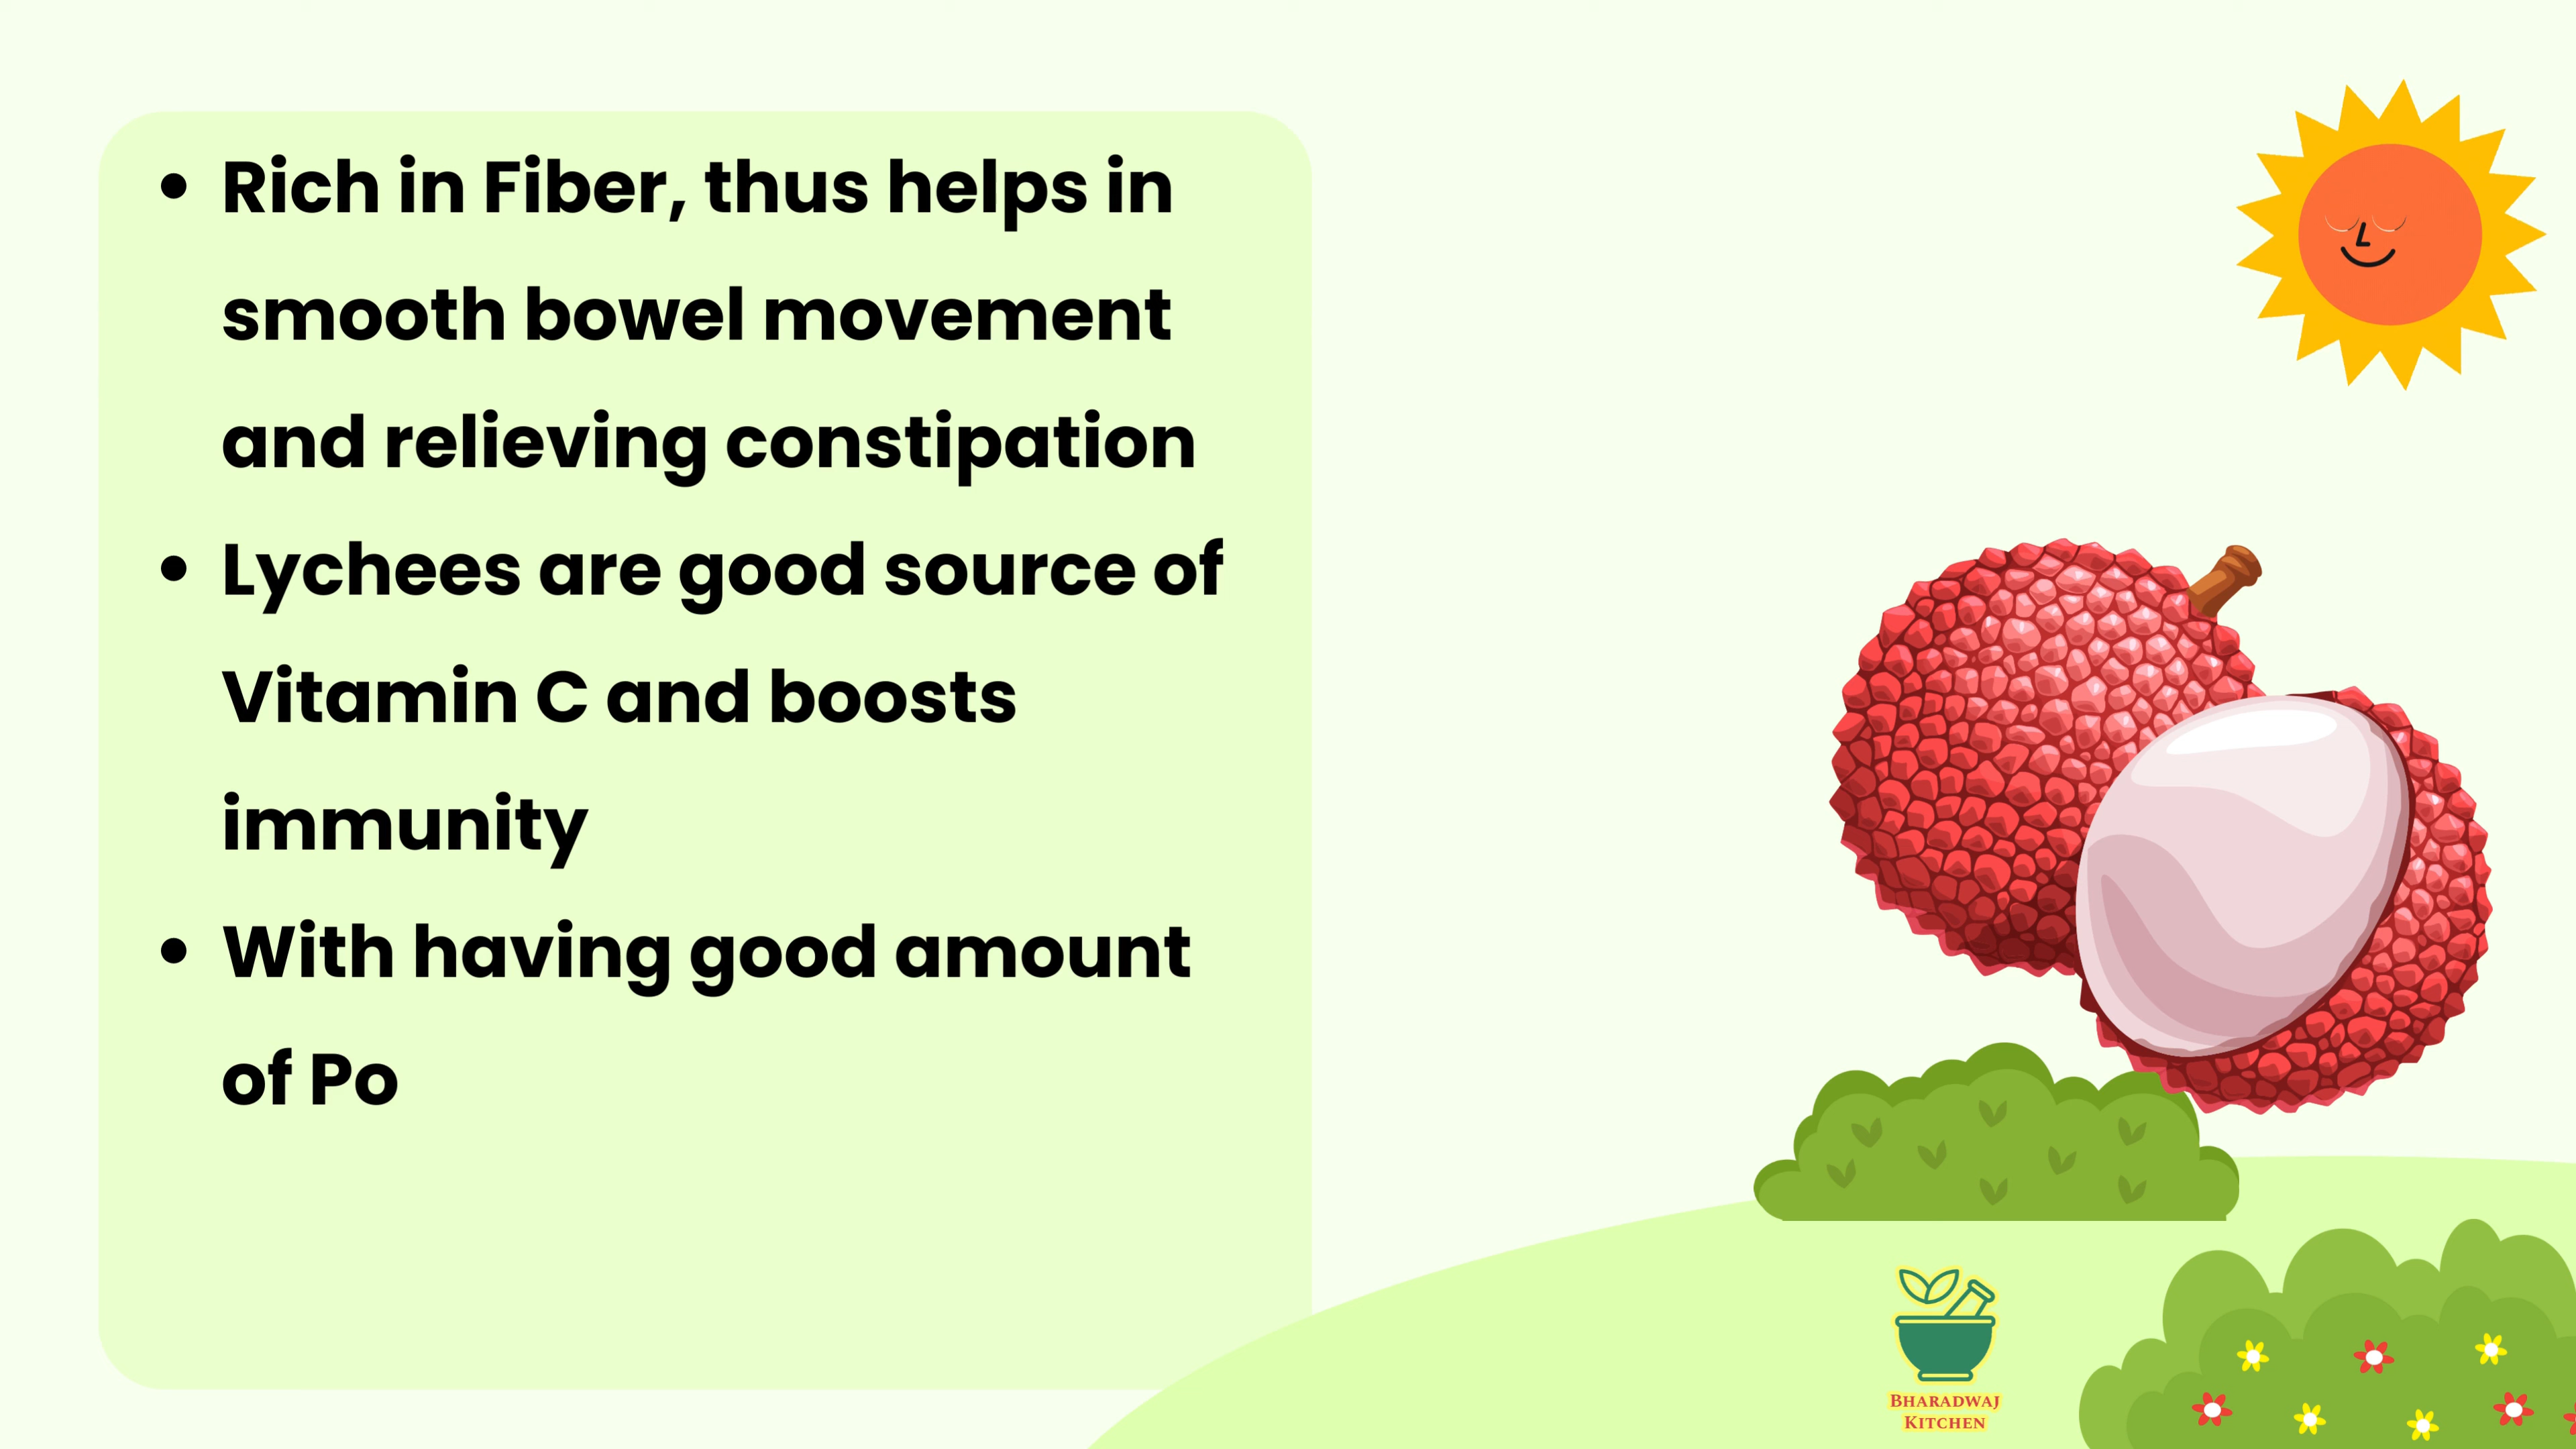 • Rich in Fiber, thus helps in
smooth bowel movement
and relieving constipation
• Lychees are good source of
Vitamin C and boosts
immunity
• With having good amount
of Po
BHARADWAJ
KITCHEN